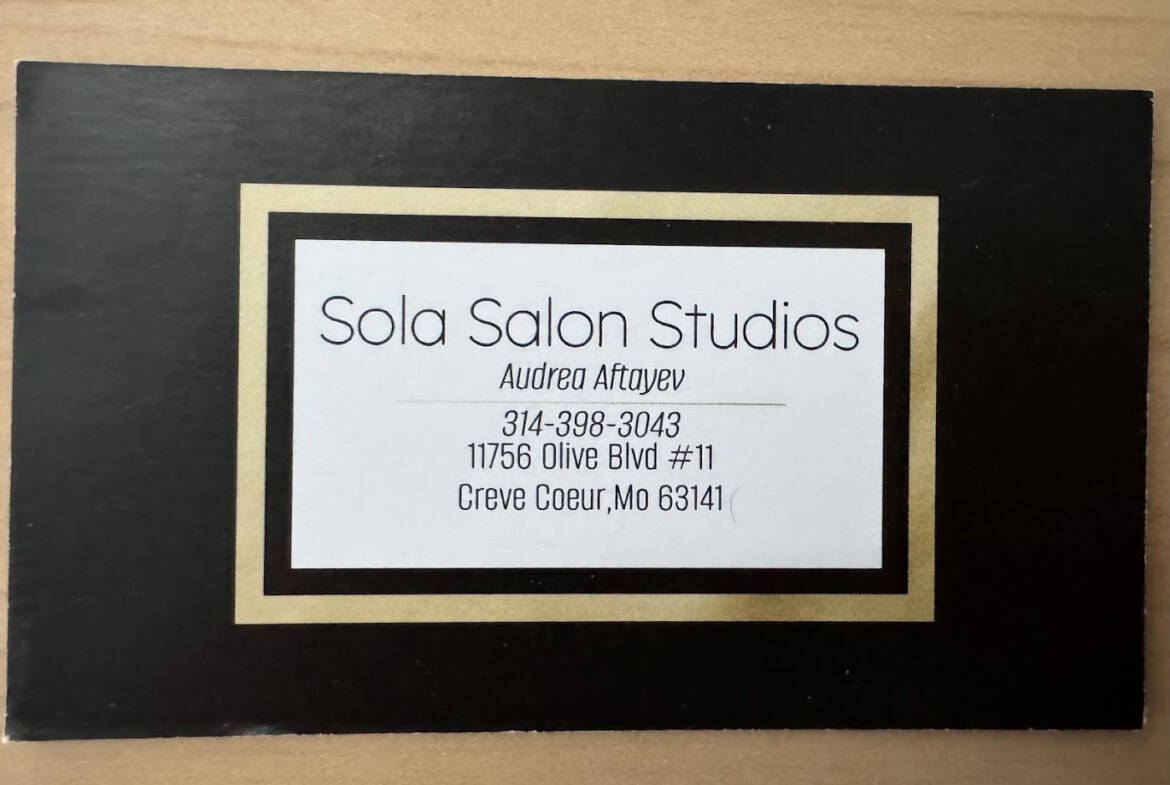 Sola Salon Studios
Audrea Aftayev
314-398-3043
11756 Olive Blvd #11
Creve Coeur,Mo 63141